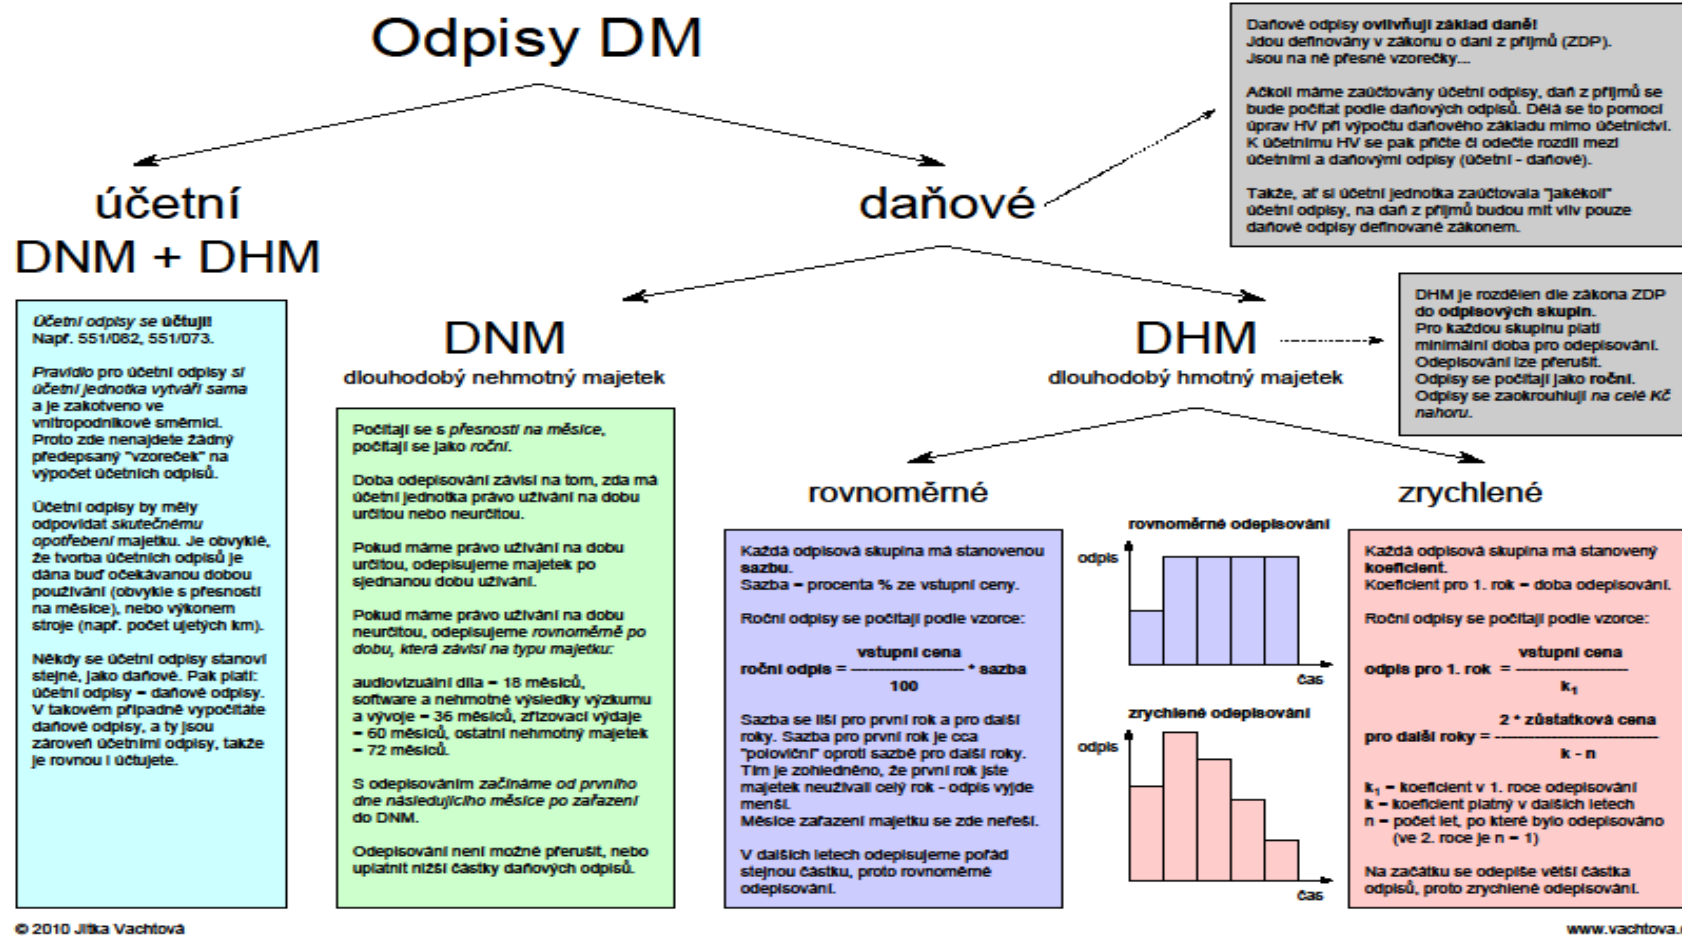 Odpisy DM
Daňové odpisy ovlivňují základ daně!
Jdou definovány v zákonu o dani z příjmů (ZDP).
Jsou na ně přesné vzorečky...
Ačkoli máme zaúčtovány účetní odpisy, daň z příjmů se
bude počítat podle daňových odpisů. Dělá se to pomocí
úprav HV při výpočtu daňového základu mimo účetnictví.
K účetnímu HV se pak přičte či odečte rozdíl mezi
účetními a daňovými odpisy (účetní - daňové).
Takže, ať si účetní jednotka zaúčtovala "jakékoli"
účetní odpisy, na daň z příjmů budou mít vliv pouze
daňové odpisy definované zákonem.
účetní
DNM + DHM
daňové
Účetní odpisy se účtují!
Např. 551/082, 551/073.
Pravidlo pro účetní odpisy si
účetní jednotka vytváří sama
a je zakotveno ve
vnitropodnikové směrnici.
Proto zde nenajdete žádný
předepsaný "vzoreček" na
výpočet účetních odpisů.
Účetní odpisy by měly
odpovídat skutečnému
opotřebení majetku. Je obvyklé,
že tvorba účetních odpisů je
dána buď očekávanou dobou
používání (obvykle s přesností
na měsíce), nebo výkonem
stroje (např. počet ujetých km).
Někdy se účetní odpisy stanoví
stejně, jako daňové. Pak platí:
účetní odpisy = daňové odpisy.
V takovém případně vypočítáte
daňové odpisy, a ty jsou
zároveň účetními odpisy, takže
je rovnou i účtujete.
DNM
dlouhodobý nehmotný majetek
Počítají se s přesností na měsíce,
počítají se jako roční.
Doba odepisování závisí na tom, zda má
účetní jednotka právo užívání na dobu
určitou nebo neurčitou.
Pokud máme právo užívání na dobu
určitou, odepisujeme majetek po
sjednanou dobu užívání.
Pokud máme právo užívání na dobu
neurčitou, odepisujeme rovnoměrně po
dobu, která závisí na typu majetku:
audiovizuální díla = 18 měsíců,
software a nehmotné výsledky výzkumu
a vývoje = 36 měsíců, zřizovací výdaje
= 60 měsíců, ostatní nehmotný majetek
= 72 měsíců.
S odepisováním začínáme od prvního
dne následujícího měsíce po zařazení
do DNM.
Odepisování není možné přerušit, nebo
uplatnit nižší částky daňových odpisů.
DHM
dlouhodobý hmotný majetek
DHM je rozdělen dle zákona ZDP
do odpisových skupin.
Pro každou skupinu platí
minimální doba pro odepisování.
Odepisování lze přerušit.
Odpisy se počítají jako roční.
Odpisy se zaokrouhlují na celé Kč
nahoru.
rovnoměrné
Každá odpisová skupina má stanovenou
sazbu.
Sazba = procenta % ze vstupní ceny.
Roční odpisy se počítají podle vzorce:
vstupní cena
roční odpis = -------------------- * sazba
100
Sazba se liší pro první rok a pro další
roky. Sazba pro první rok je cca
"poloviční" oproti sazbě pro další roky.
Tím je zohledněno, že první rok jste
majetek neužívali celý rok - odpis vyjde
menší.
Měsíce zařazení majetku se zde neřeší.
V dalších letech odepisujeme pořád
stejnou částku, proto rovnoměrné
odepisování.
rovnoměrné odepisování
odpis
čas
zrychlené odepisování
odpis
čas
zrychlené
Každá odpisová skupina má stanovený
koeficient.
Koeficient pro 1. rok = doba odepisování.
Roční odpisy se počítají podle vzorce:
vstupní cena
odpis pro 1. rok = --------------------
k1
2 * zůstatková cena
pro další roky = -----------------------------
k - n
k1 = koeficient v 1. roce odepisování
k = koeficient platný v dalších letech
n = počet let, po které bylo odepisováno
(ve 2. roce je n = 1)
Na začátku se odepíše větší částka
odpisů, proto zrychlené odepisování.
© 2010 Jitka Vachtová
www.vachtova.